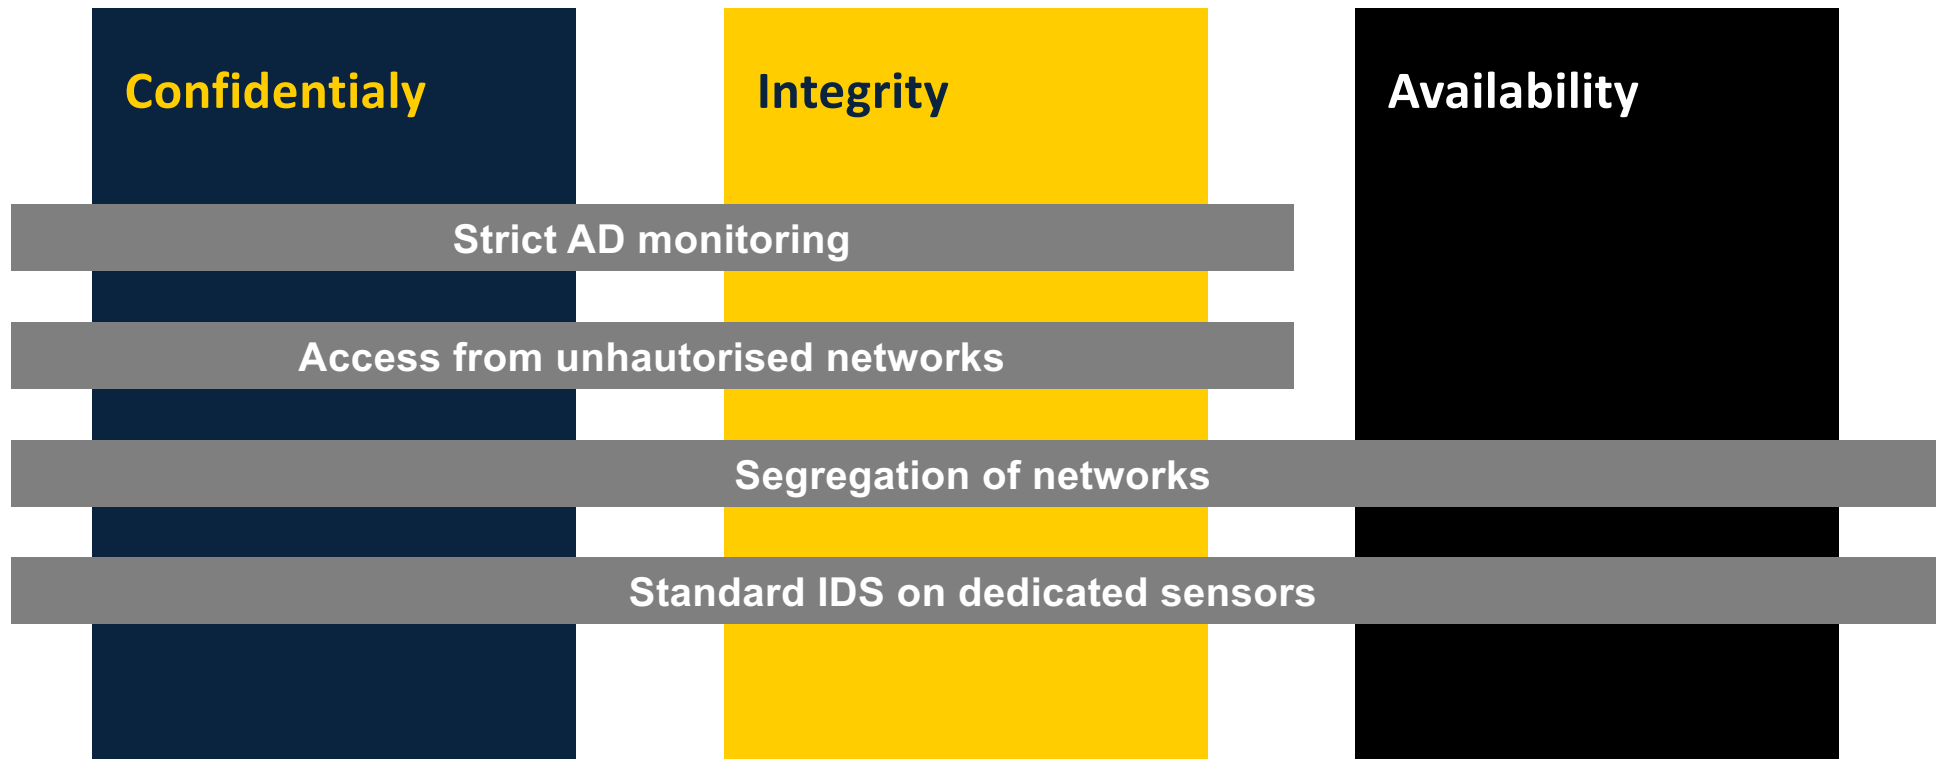 Confidentialy
Integrity
Availability
Strict AD monitoring
Access from unhautorised networks
Segregation of networks
Standard IDS on dedicated sensors